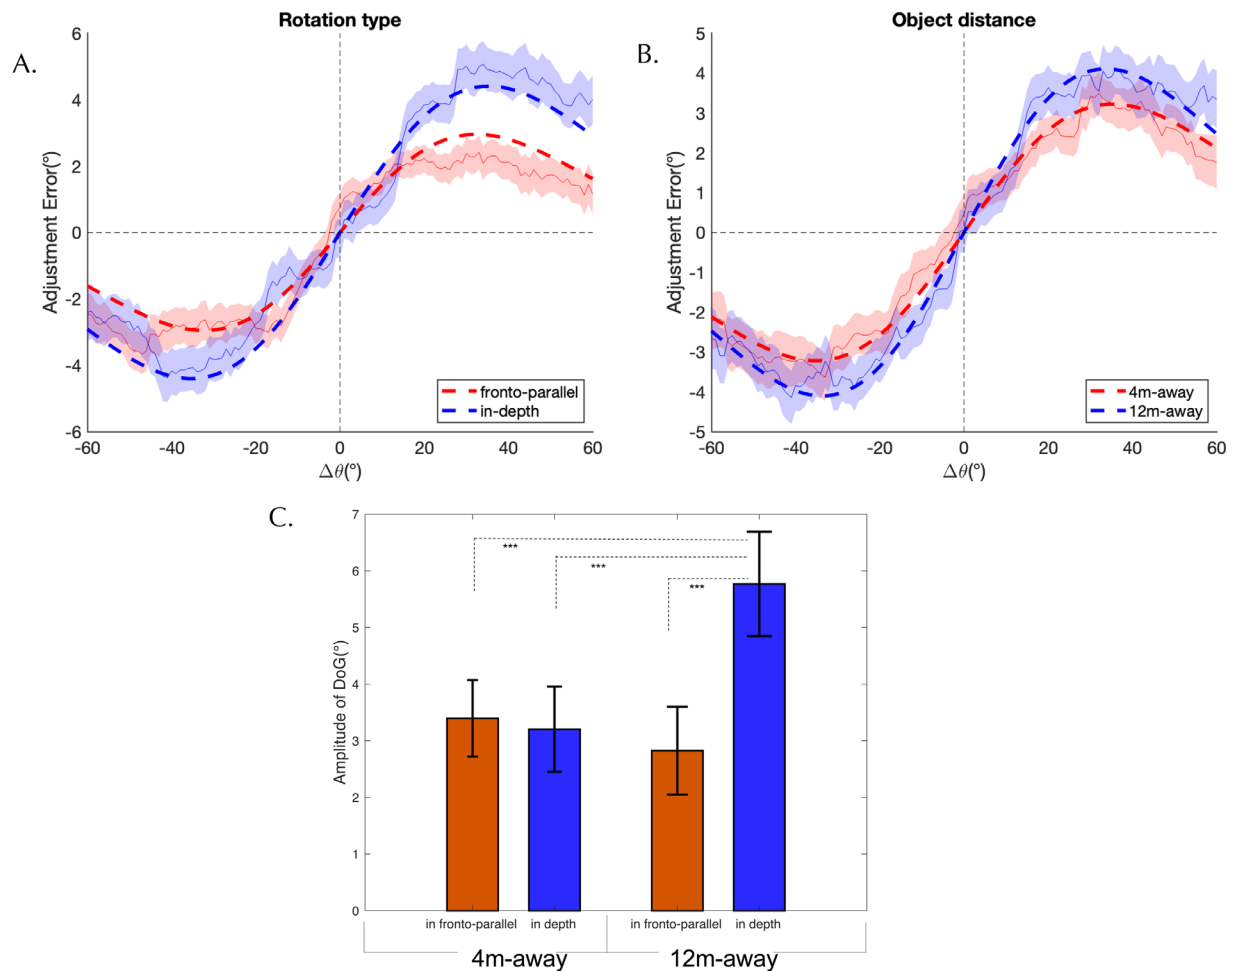 Rotation type
A.
6
4
2
0
-2
-4
-6
Adjustment Error(°)
-60 -40 -20 0 20 40 60
Δθ(°)
fronto-parallel
in-depth
Object distance
B.
5
4
3
2
1
0
-1
-2
-3
-4
-5
Adjustment Error(°)
-60 -40 -20 0 20 40 60
Δθ(°)
4m-away
12m-away
C.
7
6
5
4
3
2
1
0
Amplitude of DoG(°)
***
***
***
in fronto-parallel in depth in fronto-parallel in depth
4m-away 12m-away